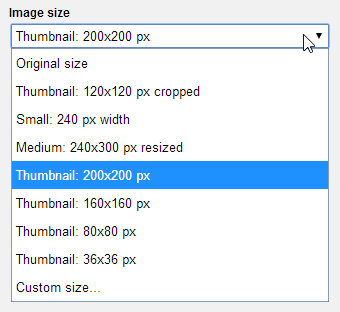 Image size
Thumbnail: 200x200 px
Original size
Thumbnail: 120x120 px cropped
Small: 240 px width
Medium: 240x300 px resized
Thumbnail: 200x200 px
Thumbnail: 160x160 px
Thumbnail: 80x80 px
Thumbnail: 36x36 px
Custom size...